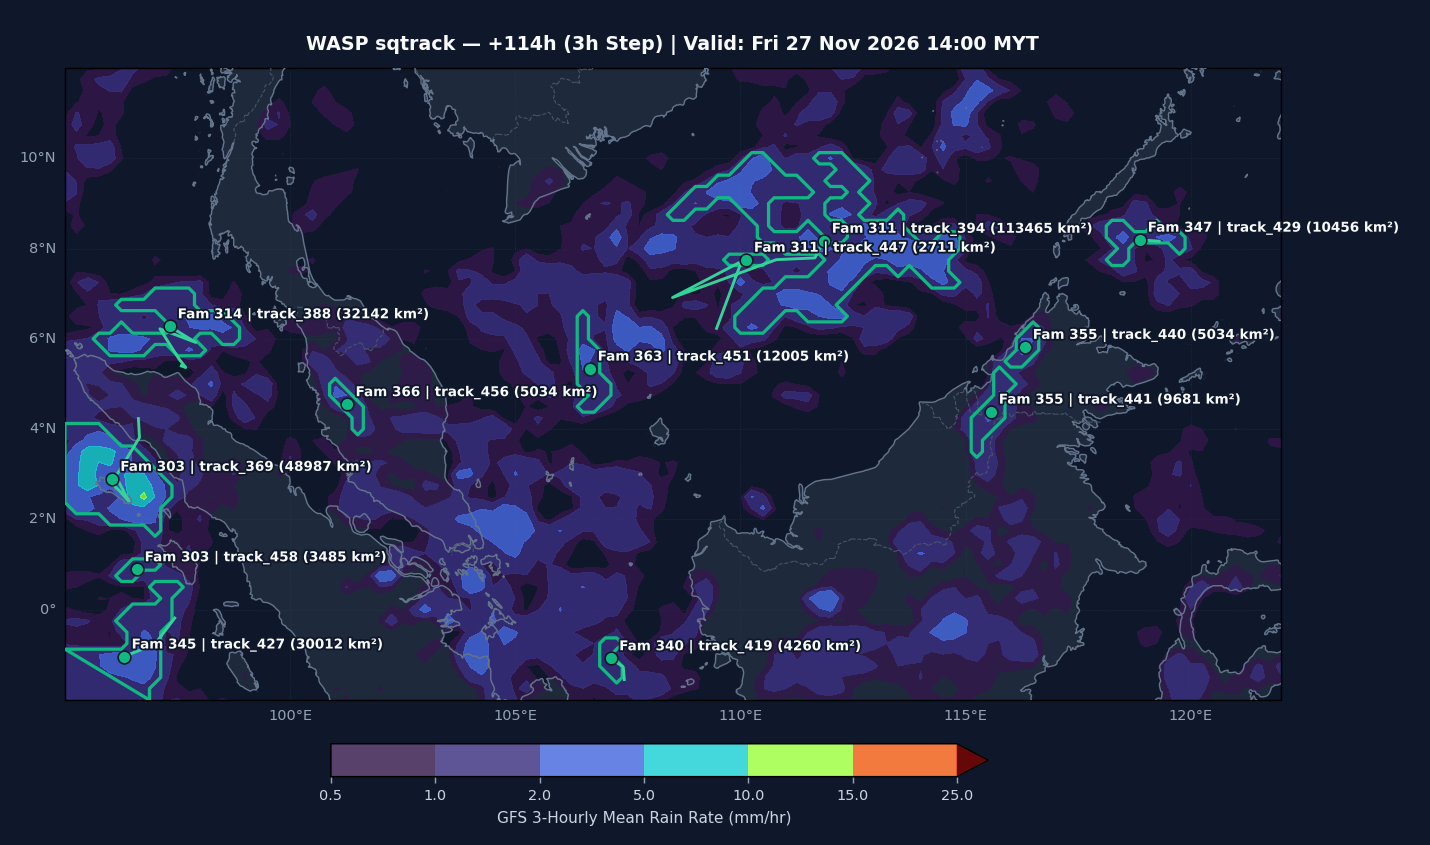 WASP sqtrack — +114h (3h Step) | Valid: Fri 27 Nov 2026 14:00 MYT
10°N
8°N
6°N
4°N
2°N
0°
Fam 311 | track_394 (113465 km²)
Fam 347 | track_429 (10456 km²)
Fam 311 | track_447 (2711 km²)
Fam 314 | track_388 (32142 km²)
Fam 355 | track_440 (5034 km²)
Fam 363 | track_451 (12005 km²)
Fam 366 | track_456 (5034 km²)
Fam 355 | track_441 (9681 km²)
Fam 303 | track_369 (48987 km²)
Fam 303 | track_458 (3485 km²)
Fam 345 | track_427 (30012 km²)
Fam 340 | track_419 (4260 km²)
100°E 105°E 110°E 115°E 120°E
0.5 1.0 2.0 5.0 10.0 15.0 25.0
GFS 3-Hourly Mean Rain Rate (mm/hr)